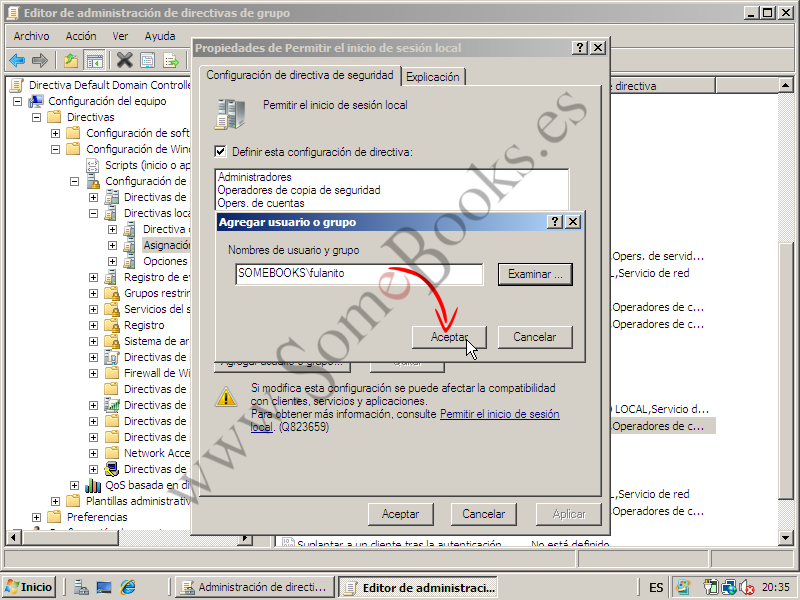 Editor de administración de directivas de grupo
Archivo Acción Ver Ayuda
Propiedades de Permitir el inicio de sesión local
Configuración de directiva de seguridad
Explicación
Permitir el inicio de sesión local
Definir esta configuración de directiva:
Administradores
Operadores de copia de seguridad
Opers. de cuentas
Agregar usuario o grupo
Nombres de usuario y grupo
SOMEBOOKS\fulanito
Examinar ...
Aceptar
Cancelar
Si modifica esta configuración se puede afectar la compatibilidad
con clientes, servicios y aplicaciones.
Para obtener más información, consulte Permitir el inicio de sesión
local. (Q823659)
Aceptar
Cancelar
Aplicar
Directiva Default Domain Controlle
Configuración del equipo
Directivas
Configuración de soft
Configuración de Wind
Scripts (inicio o ap
Configuración de
Directivas de
Directivas loca
Directiva
Asignación
Opciones
Registro de e
Grupos restrin
Servicios del s
Registro
Sistema de ar
Directivas de
Firewall de Wi
Directivas de
Directivas de
Directivas de
Directivas de
Network Acce
Directivas de
QoS basada en di
Plantillas administrativ
Preferencias
e directiva
Opers. de servid...
L,Servicio de red
Operadores de c...
Operadores de c...
O LOCAL,Servicio d...
Operadores de c...
,Servicio de red
Operadores de c...
Suplantar a un cliente tras la autenticación
No está definido
www.SomeBooks.es
Inicio
Administración de directi...
Editor de administraci...
ES
20:35